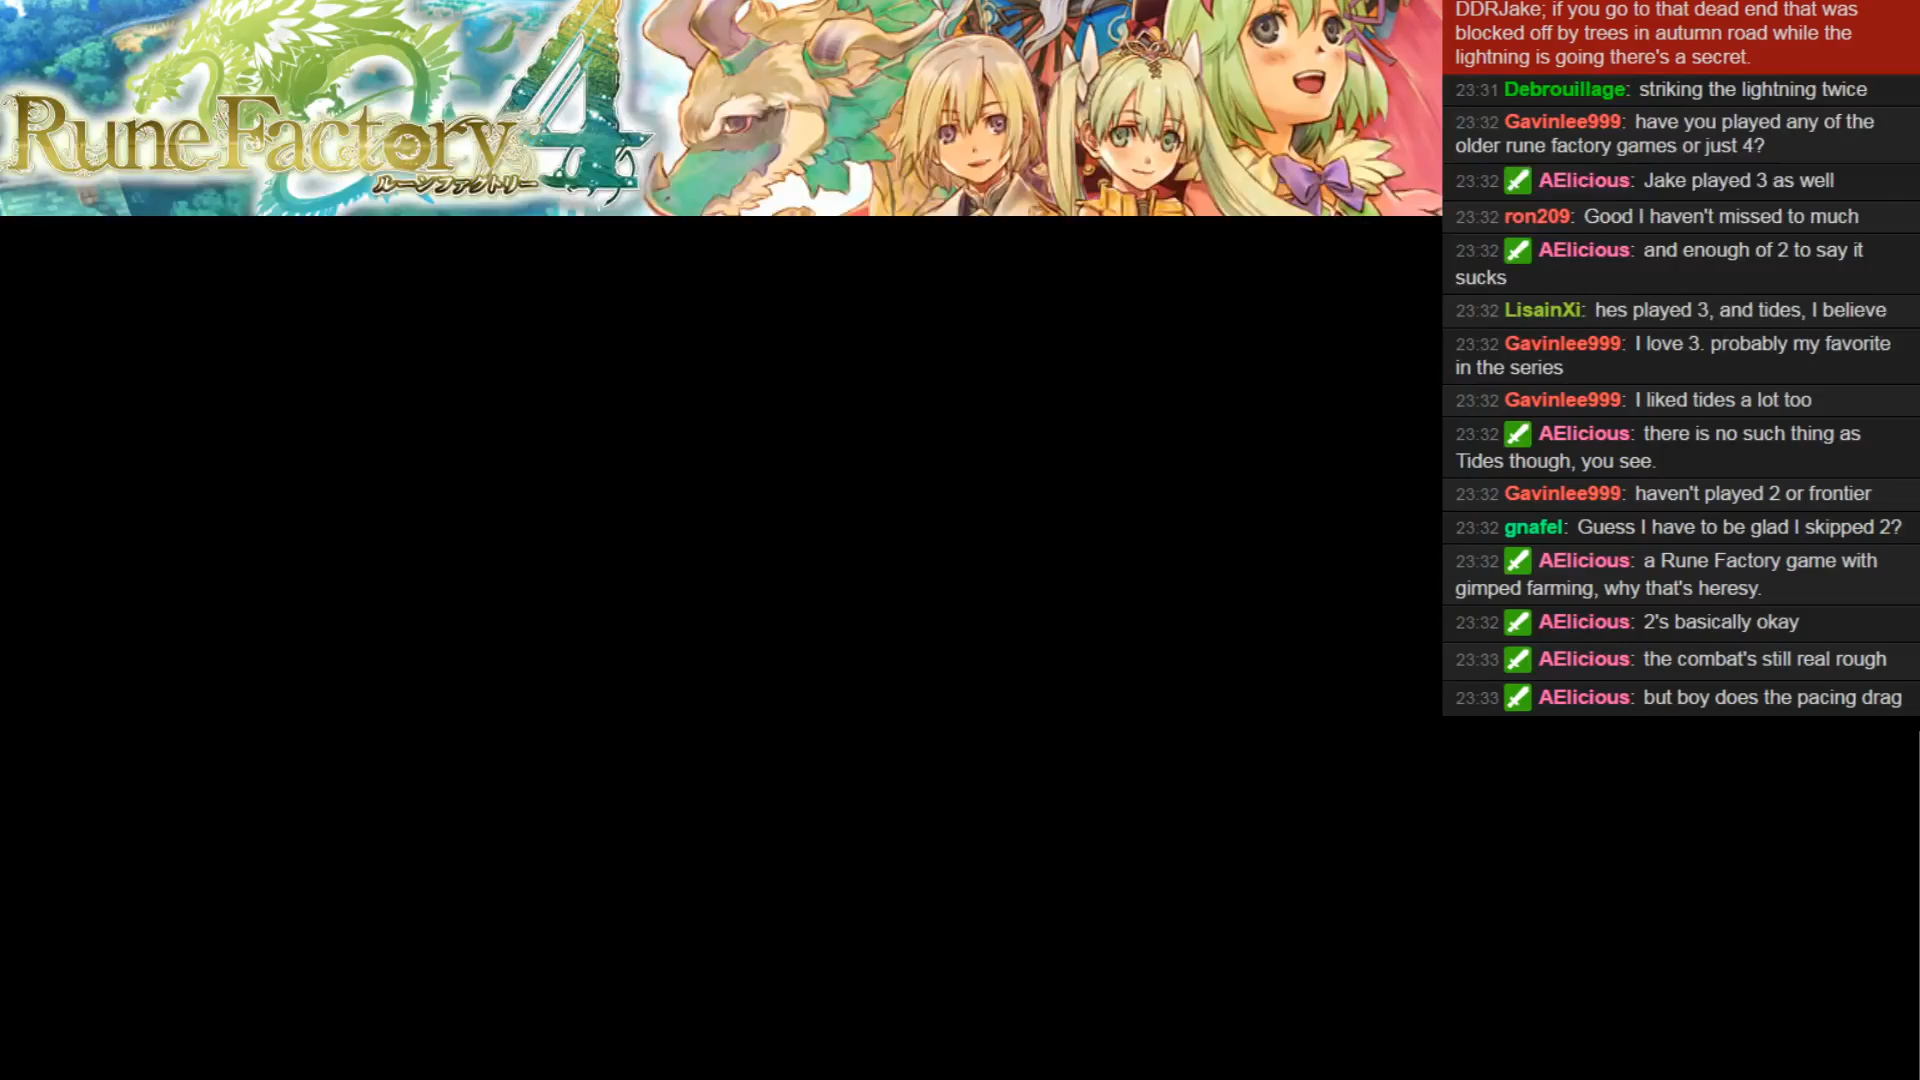 Rune Factory 4
ルーンファクトリー
DDRJake; if you go to that dead end that was
blocked off by trees in autumn road while the
lightning is going there's a secret.
23:31 Debrouillage: striking the lightning twice
23:32 Gavinlee999: have you played any of the
older rune factory games or just 4?
23:32 AElicious: Jake played 3 as well
23:32 ron209: Good I haven't missed to much
23:32 AElicious: and enough of 2 to say it
sucks
23:32 LisainXi: hes played 3, and tides, I believe
23:32 Gavinlee999: I love 3. probably my favorite
in the series
23:32 Gavinlee999: I liked tides a lot too
23:32 AElicious: there is no such thing as
Tides though, you see.
23:32 Gavinlee999: haven't played 2 or frontier
23:32 gnafel: Guess I have to be glad I skipped 2?
23:32 AElicious: a Rune Factory game with
gimped farming, why that's heresy.
23:32 AElicious: 2's basically okay
23:33 AElicious: the combat's still real rough
23:33 AElicious: but boy does the pacing drag